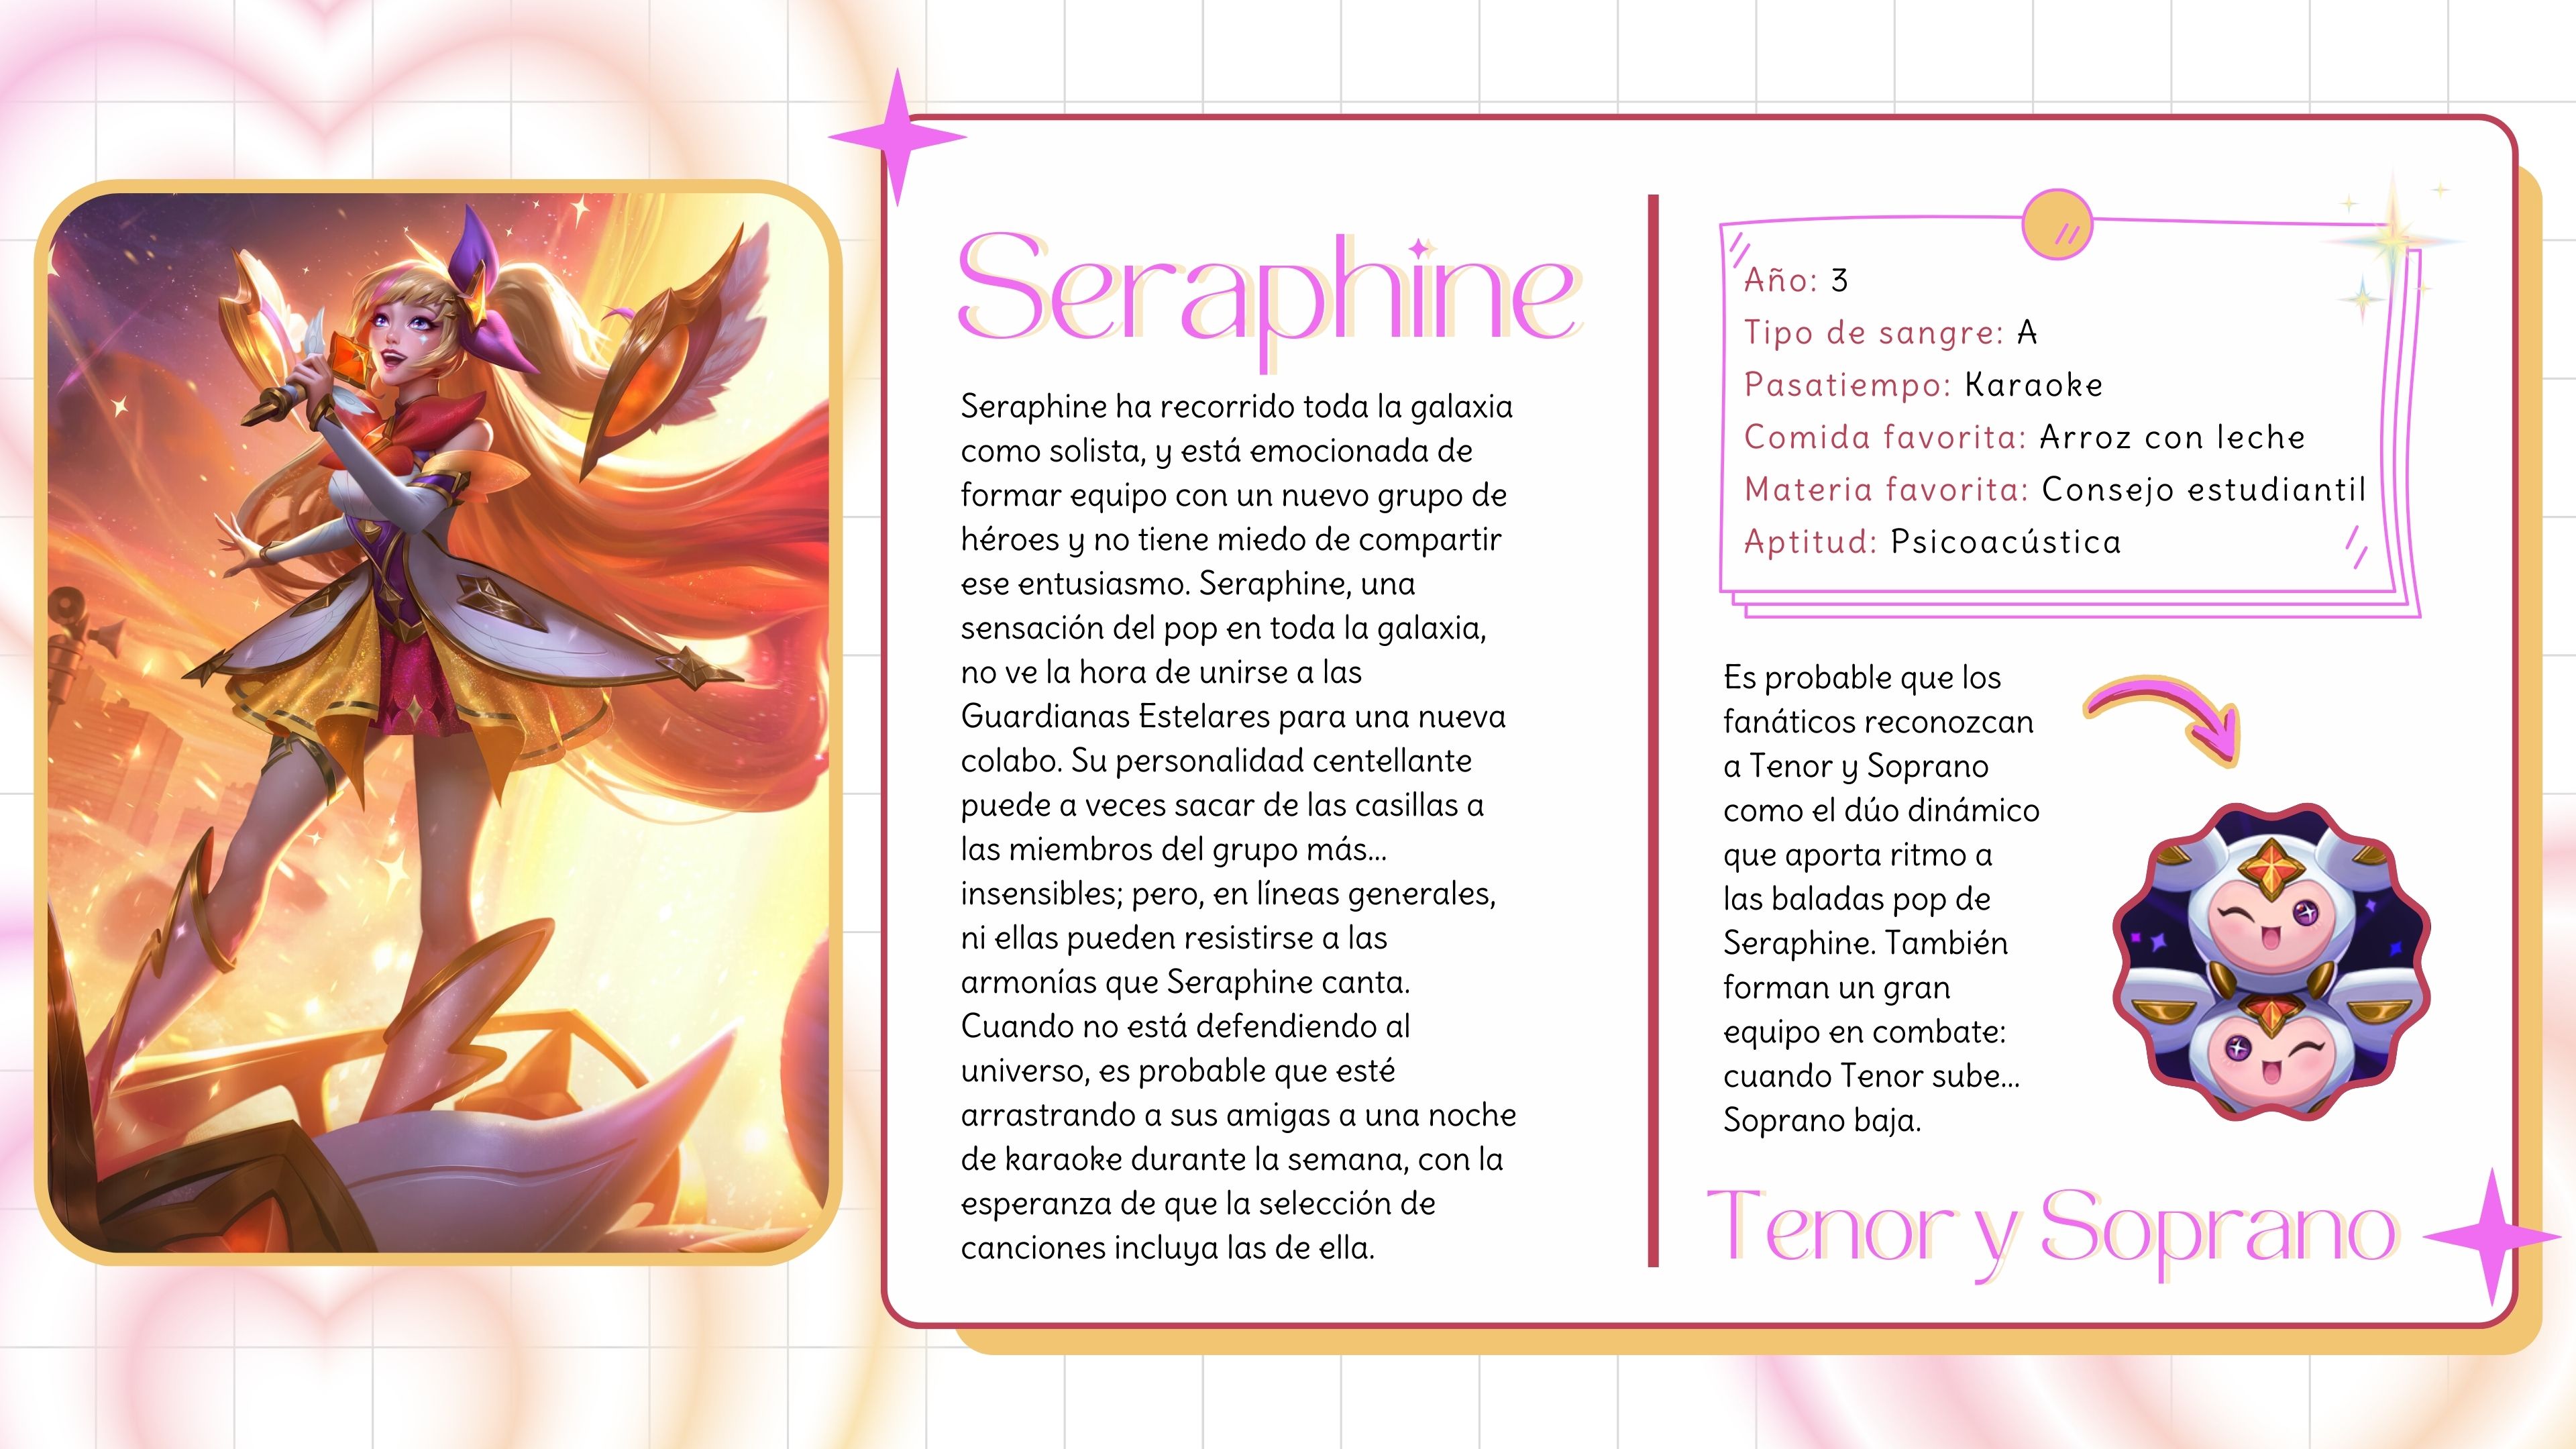 Seraphine
Seraphine ha recorrido toda la galaxia
como solista, y está emocionada de
formar equipo con un nuevo grupo de
héroes y no tiene miedo de compartir
ese entusiasmo. Seraphine, una
sensación del pop en toda la galaxia,
no ve la hora de unirse a las
Guardianas Estelares para una nueva
colabo. Su personalidad centellante
puede a veces sacar de las casillas a
las miembros del grupo más...
insensibles; pero, en líneas generales,
ni ellas pueden resistirse a las
armonías que Seraphine canta.
Cuando no está defendiendo al
universo, es probable que esté
arrastrando a sus amigas a una noche
de karaoke durante la semana, con la
esperanza de que la selección de
canciones incluya las de ella.
Año: 3
Tipo de sangre: A
Pasatiempo: Karaoke
Comida favorita: Arroz con leche
Materia favorita: Consejo estudiantil
Aptitud: Psicoacústica
Es probable que los
fanáticos reconozcan
a Tenor y Soprano
como el dúo dinámico
que aporta ritmo a
las baladas pop de
Seraphine. También
forman un gran
equipo en combate:
cuando Tenor sube...
Soprano baja.
Tenor y Soprano